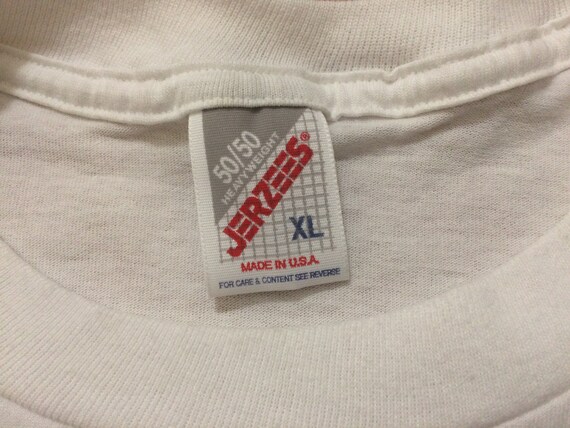 50/50
HEAVYWEIGHT
JERZEES®
XL
MADE IN U.S.A.
FOR CARE & CONTENT SEE REVERSE